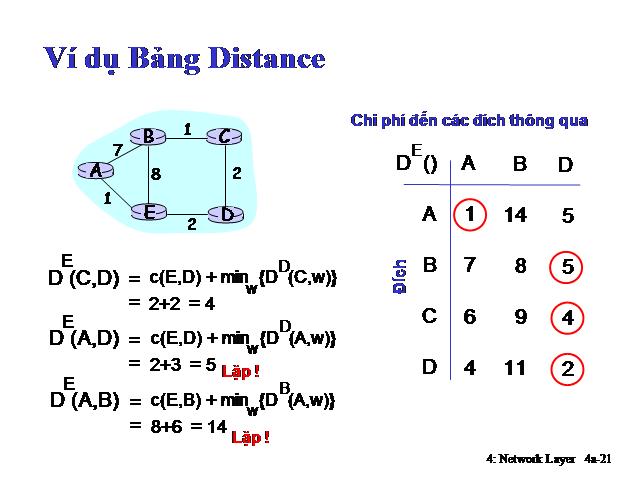 Ví dụ Bảng Distance
B 1 C
7
A 8 2
1
E D
2
Chi phí đến các đích thông qua
D^E () A B D
A 1 14 5
B 7 8 5
C 6 9 4
D 4 11 2
Đích
D^E (C,D) = c(E,D) + min_w {D^D (C,w)}
= 2+2 = 4
D^E (A,D) = c(E,D) + min_w {D^D (A,w)}
= 2+3 = 5 Lặp !
D^E (A,B) = c(E,B) + min_w {D^B (A,w)}
= 8+6 = 14 Lặp !
4: Network Layer 4a-21